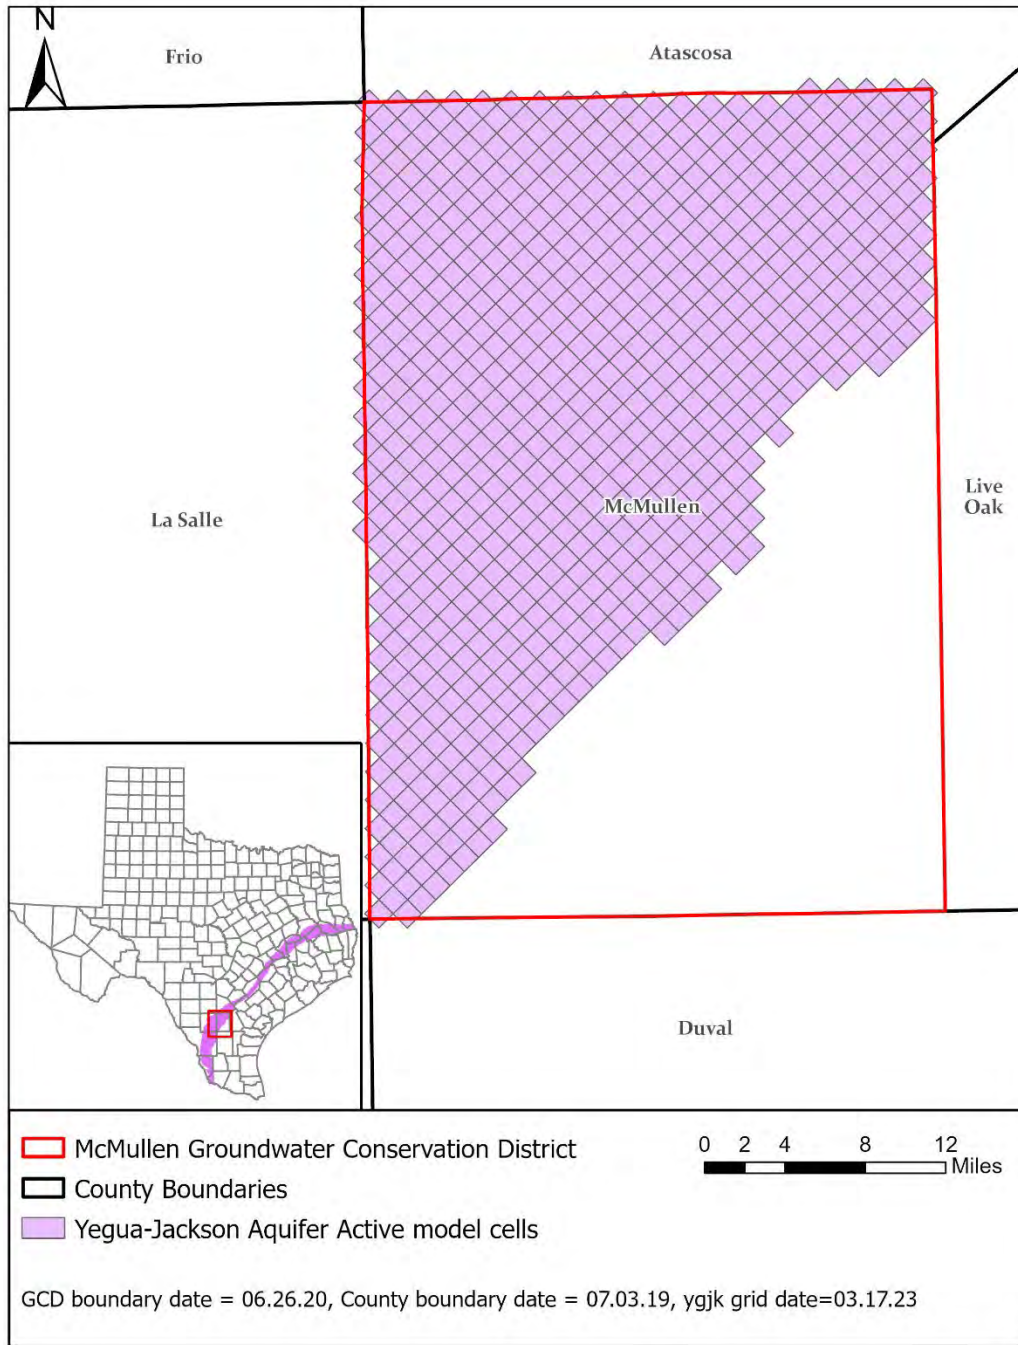 N
Frio
Atascosa
La Salle
McMullen
Live
Oak
Duval
McMullen Groundwater Conservation District
County Boundaries
Yegua-Jackson Aquifer Active model cells
0 2 4 8 12
Miles
GCD boundary date = 06.26.20, County boundary date = 07.03.19, ygjk grid date=03.17.23